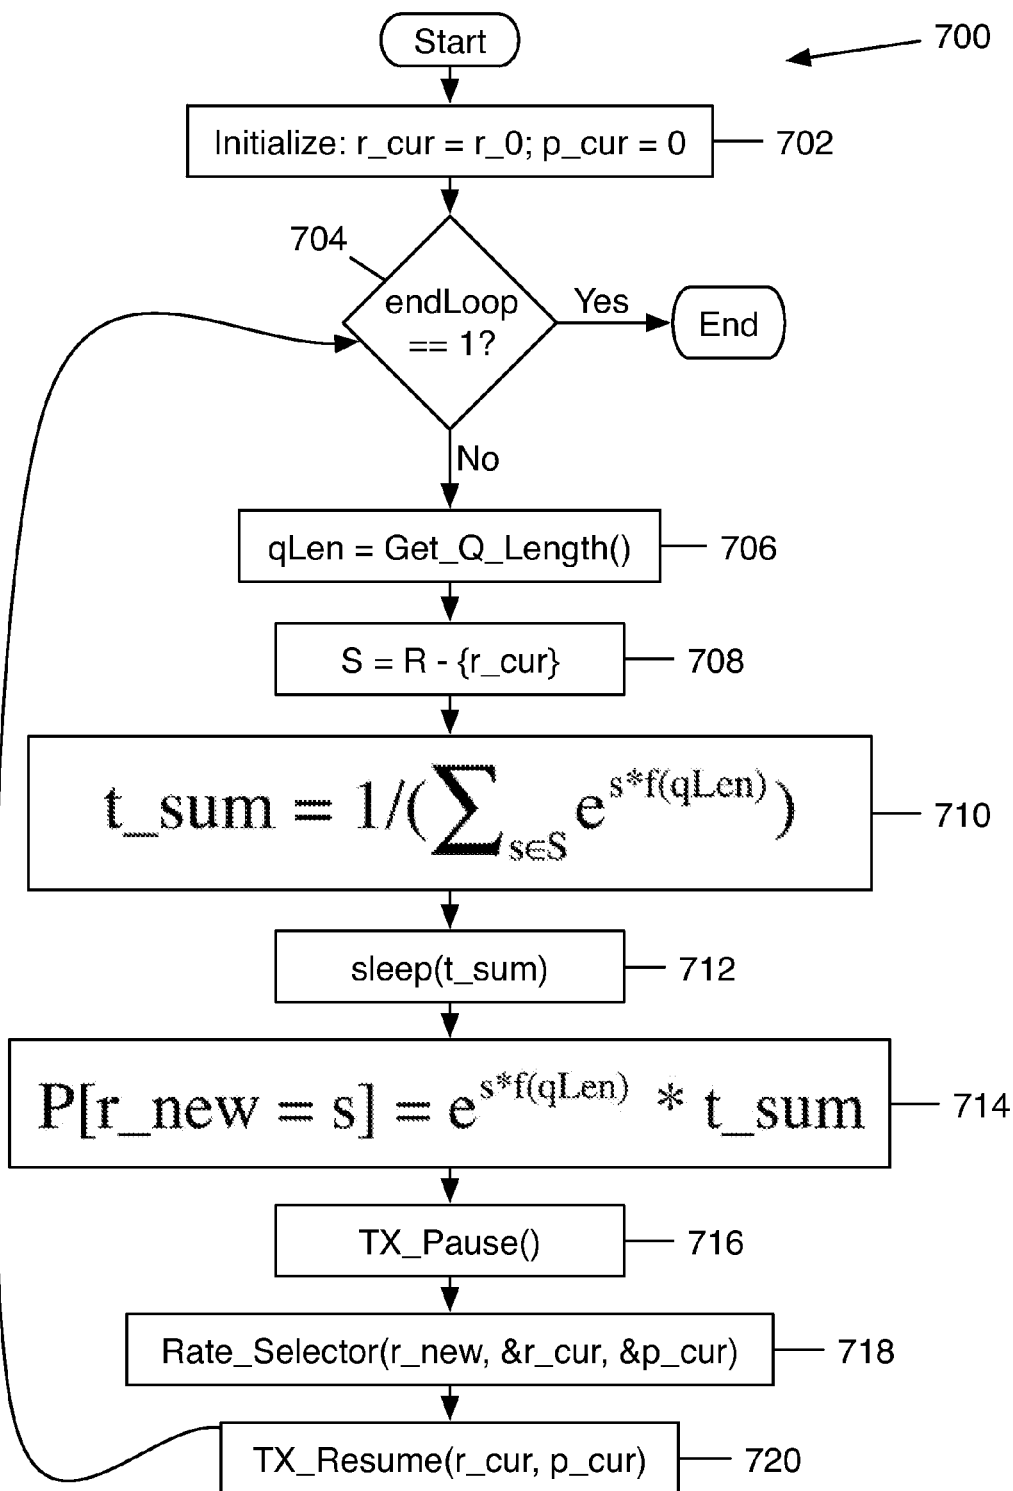 Start
700
Initialize: r_cur = r_0; p_cur = 0
702
704
endLoop
== 1?
Yes
End
No
qLen = Get_Q_Length()
706
S = R - {r_cur}
708
t_sum = 1/(∑ s∈S e^s*f(qLen))
710
sleep(t_sum)
712
P[r_new = s] = e^s*f(qLen) * t_sum
714
TX_Pause()
716
Rate_Selector(r_new, &r_cur, &p_cur)
718
TX_Resume(r_cur, p_cur)
720